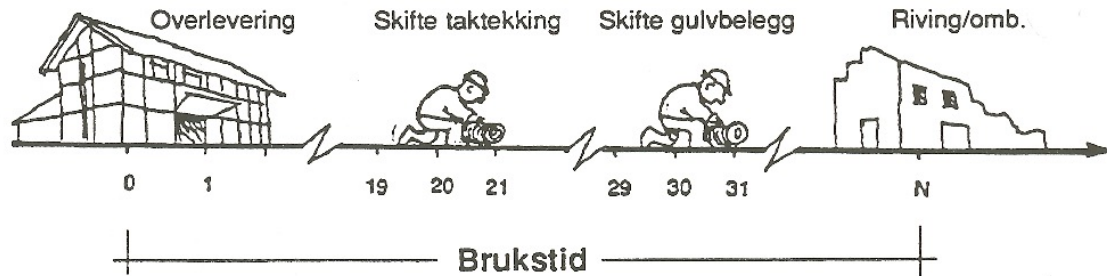 Overlevering Skifte taktekking Skifte gulvbelegg Riving/omb.
0 1 19 20 21 29 30 31 N
Brukstid